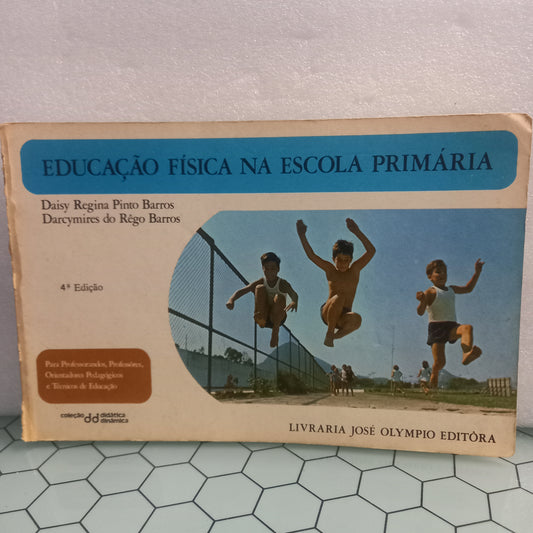 EDUCAÇÃO FÍSICA NA ESCOLA PRIMÁRIA
Daisy Regina Pinto Barros
Darcymires do Rêgo Barros
4ª Edição
Para Professorandos, Profesôres,
Orientadores Pedagógicos
e Técnicos de Educação
coleção dd didática
dinâmica
LIVRARIA JOSÉ OLYMPIO EDITÔRA